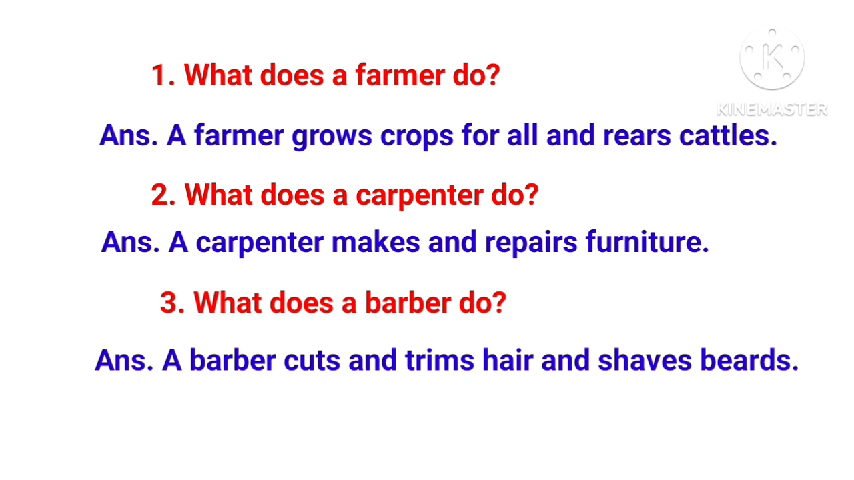 1. What does a farmer do?
KINEMASTER
Ans. A farmer grows crops for all and rears cattles.
2. What does a carpenter do?
Ans. A carpenter makes and repairs furniture.
3. What does a barber do?
Ans. A barber cuts and trims hair and shaves beards.